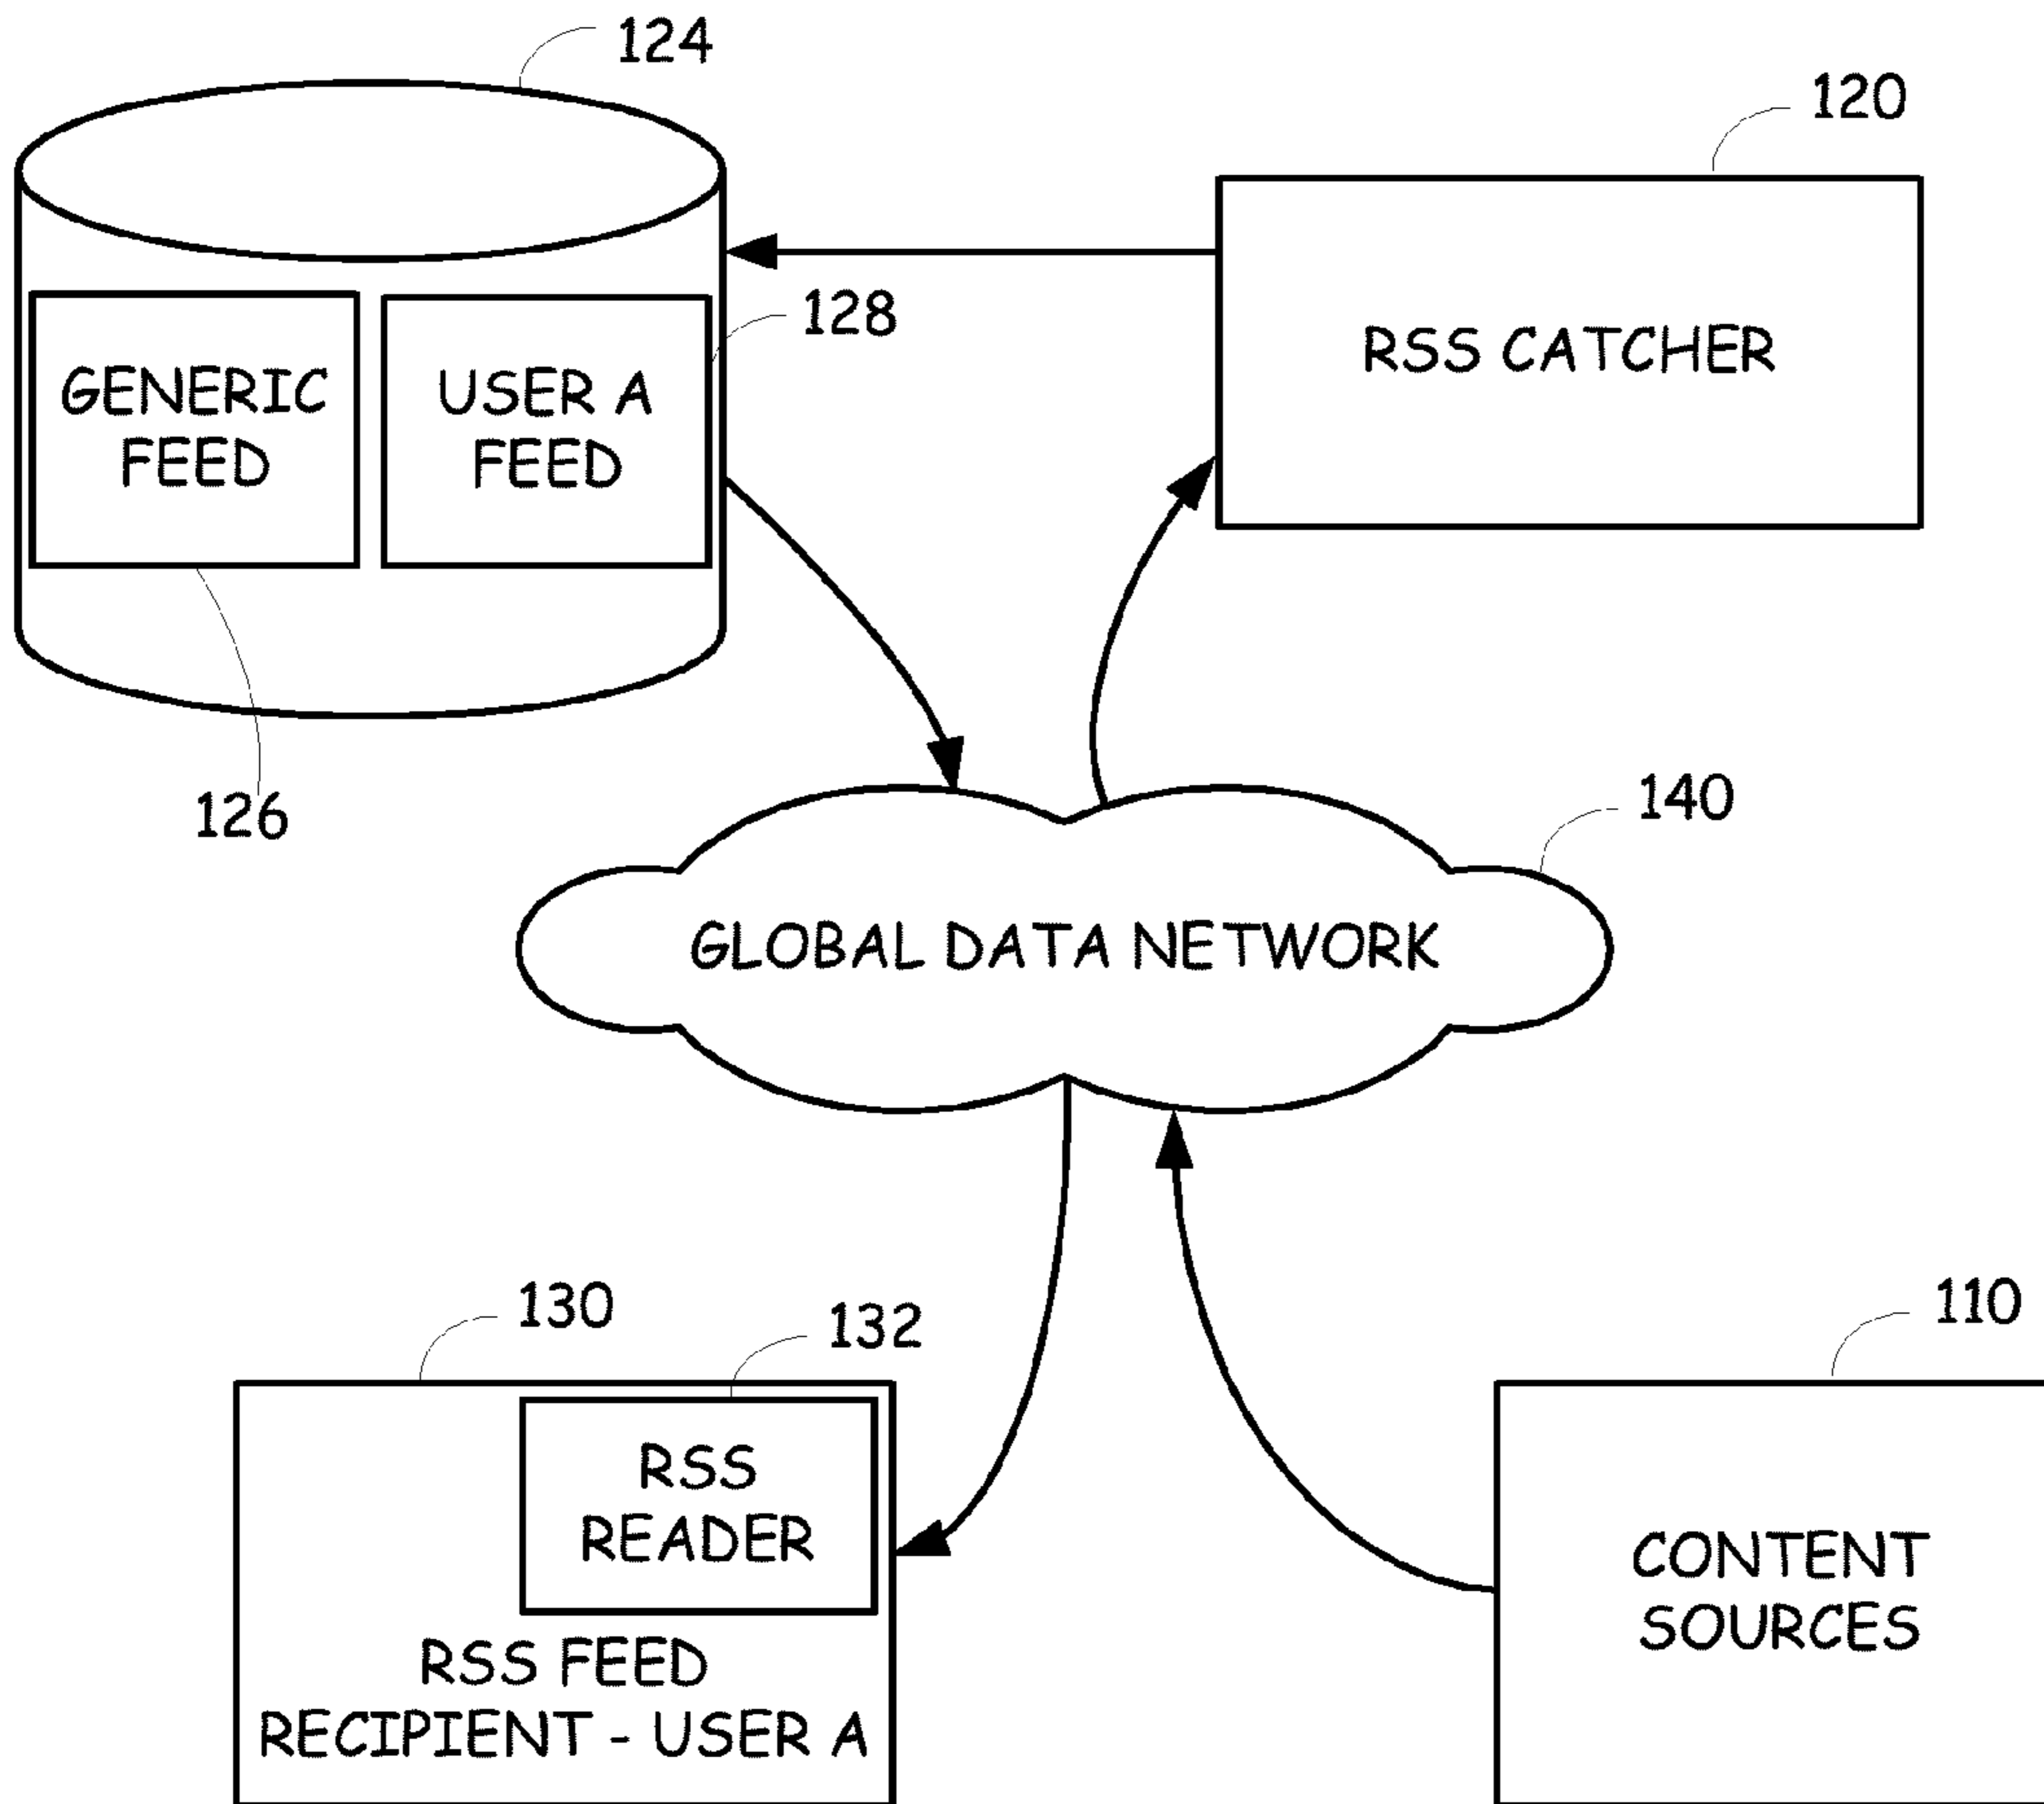 124
120
128
RSS CATCHER
GENERIC
FEED
USER A
FEED
126
140
GLOBAL DATA NETWORK
130
132
110
RSS
READER
RSS FEED
RECIPIENT - USER A
CONTENT
SOURCES